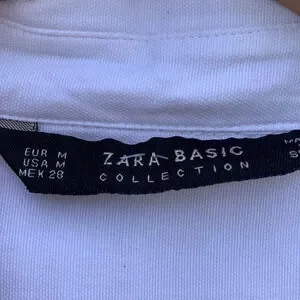 EUR M
USA M
MEX 28
ZARA BASIC
COLLECTION